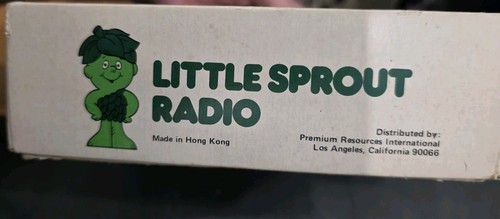 LITTLE SPROUT
RADIO
Made in Hong Kong
Distributed by:
Premium Resources International
Los Angeles, California 90066